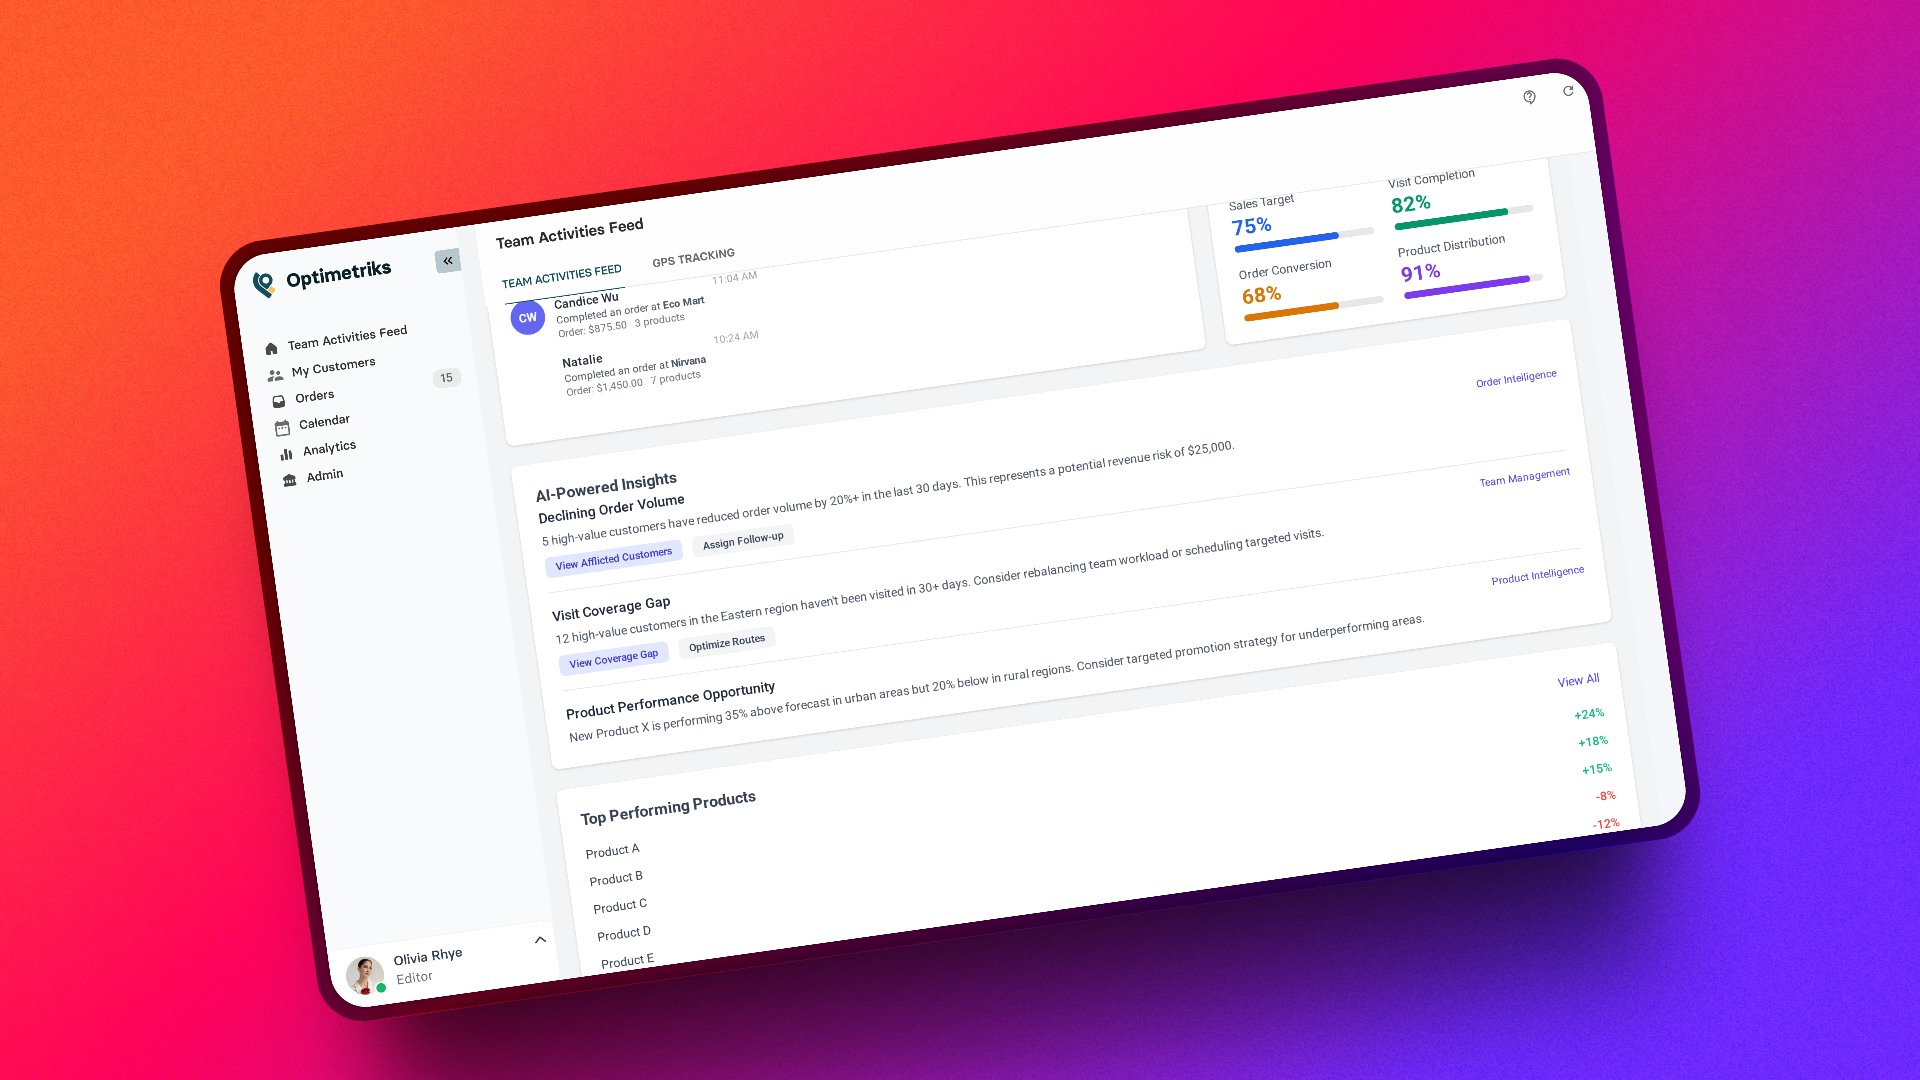 Optimetriks
«
Team Activities Feed
My Customers
Orders
15
Calendar
Analytics
Admin
Olivia Rhye
Editor
Team Activities Feed
TEAM ACTIVITIES FEED
GPS TRACKING
CW
Candice Wu
11:04 AM
Completed an order at Eco Mart
Order: $875.50 3 products
Natalie
10:24 AM
Completed an order at Nirvana
Order: $1,450.00 7 products
Sales Target
75%
Visit Completion
82%
Order Conversion
68%
Product Distribution
91%
AI-Powered Insights
Declining Order Volume
Order Inteiligence
5 high-value customers have reduced order volume by 20%+ in the last 30 days. This represents a potential revenue risk of $25,000.
View Afflicted Customers
Assign Follow-up
Visit Coverage Gap
Team Management
12 high-value customers in the Eastern region haven't been visited in 30+ days. Consider rebalancing team workload or scheduling targeted visits.
View Coverage Gap
Optimize Routes
Product Performance Opportunity
Product Intelligence
New Product X is performing 35% above forecast in urban areas but 20% below in rural regions. Consider targeted promotion strategy for underperforming areas.
Top Performing Products
View All
Product A
+24%
Product B
+18%
Product C
+15%
Product D
-8%
Product E
-12%